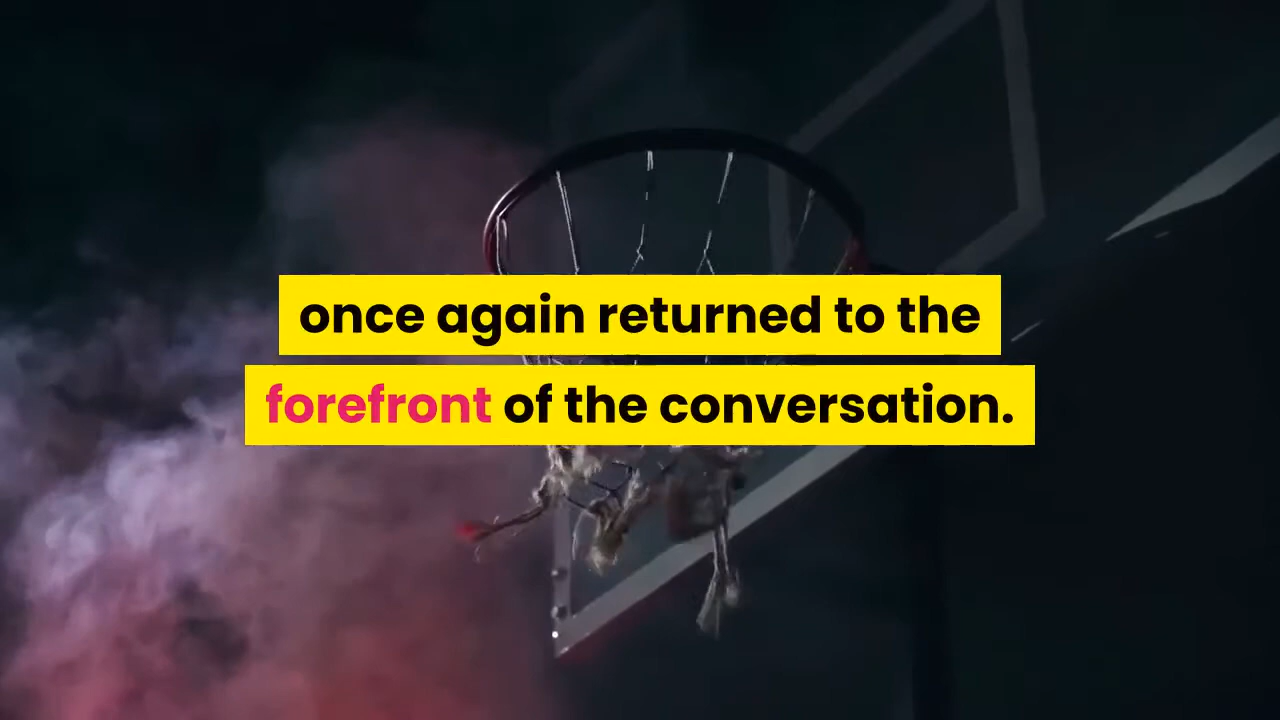 once again returned to the
forefront of the conversation.